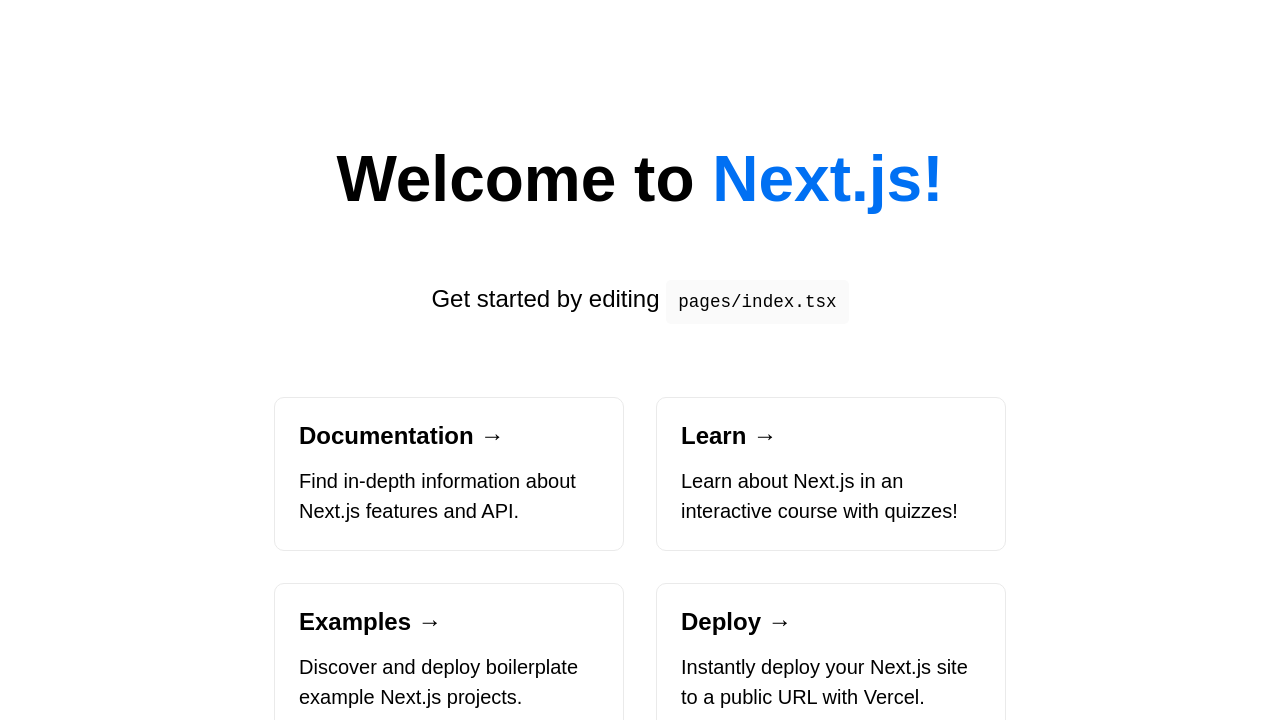 Welcome to Next.js!
Get started by editing pages/index.tsx
Documentation →
Find in-depth information about
Next.js features and API.
Learn →
Learn about Next.js in an
interactive course with quizzes!
Examples →
Discover and deploy boilerplate
example Next.js projects.
Deploy →
Instantly deploy your Next.js site
to a public URL with Vercel.